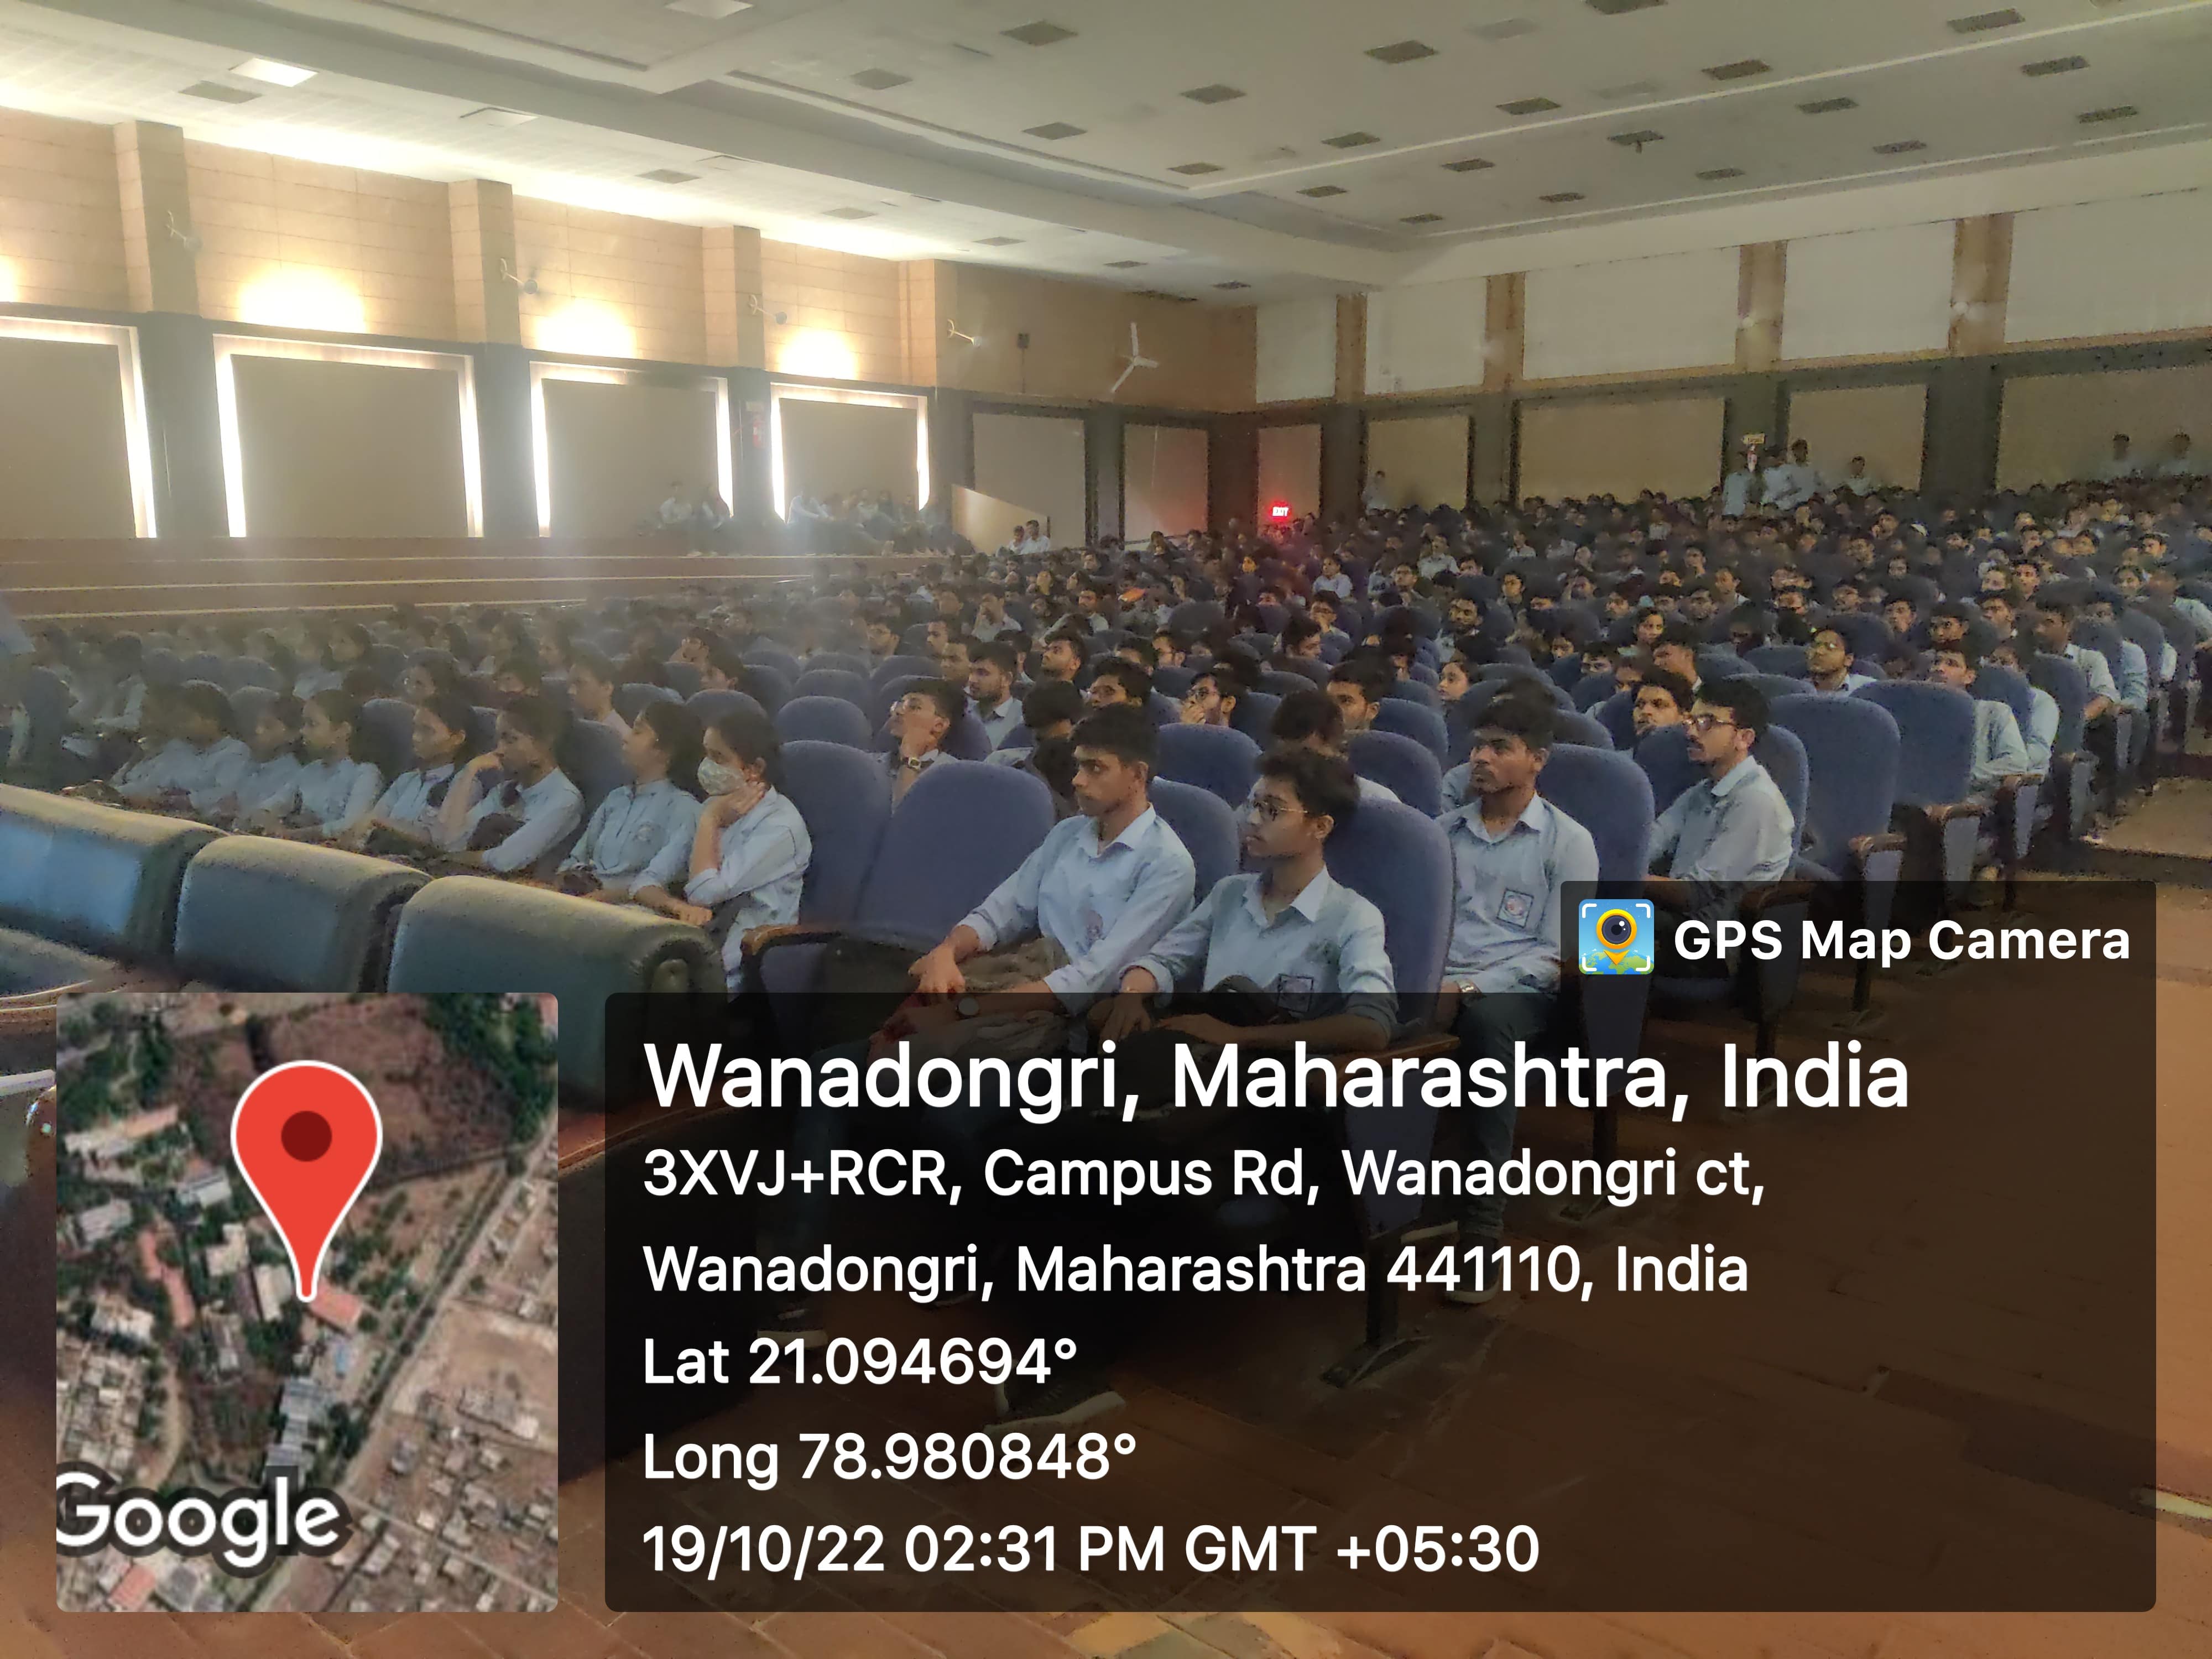 EXIT
GPS Map Camera
Wanadongri, Maharashtra, India
3XVJ+RCR, Campus Rd, Wanadongri ct,
Wanadongri, Maharashtra 441110, India
Lat 21.094694°
Long 78.980848°
19/10/22 02:31 PM GMT +05:30
Google